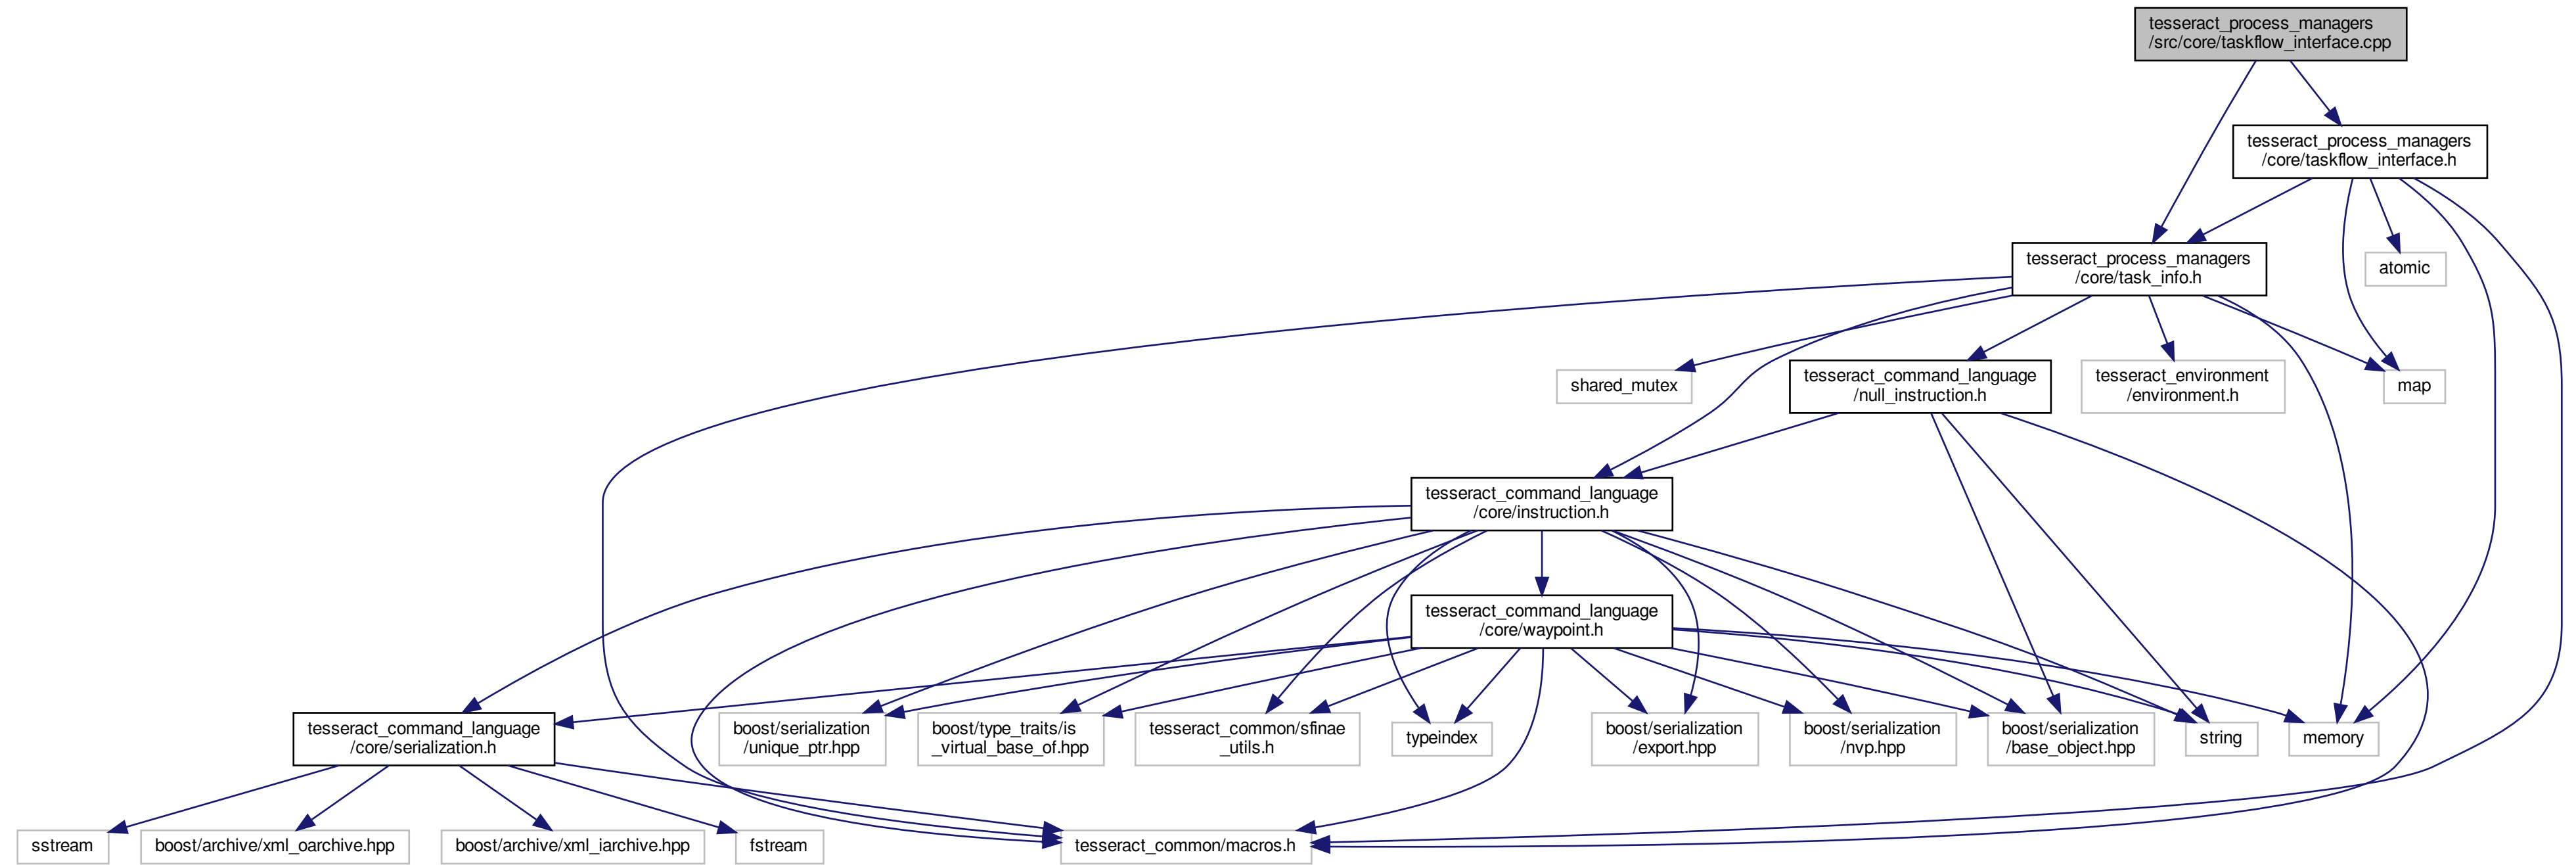 tesseract_process_managers
/src/core/taskflow_interface.cpp
tesseract_process_managers
/core/taskflow_interface.h
tesseract_process_managers
/core/task_info.h
atomic
shared_mutex
tesseract_command_language
/null_instruction.h
tesseract_environment
/environment.h
map
tesseract_command_language
/core/instruction.h
tesseract_command_language
/core/waypoint.h
tesseract_command_language
/core/serialization.h
boost/serialization
/unique_ptr.hpp
boost/type_traits/is
_virtual_base_of.hpp
tesseract_common/sfinae
_utils.h
typeindex
boost/serialization
/export.hpp
boost/serialization
/nvp.hpp
boost/serialization
/base_object.hpp
string
memory
sstream
boost/archive/xml_oarchive.hpp
boost/archive/xml_iarchive.hpp
fstream
tesseract_common/macros.h